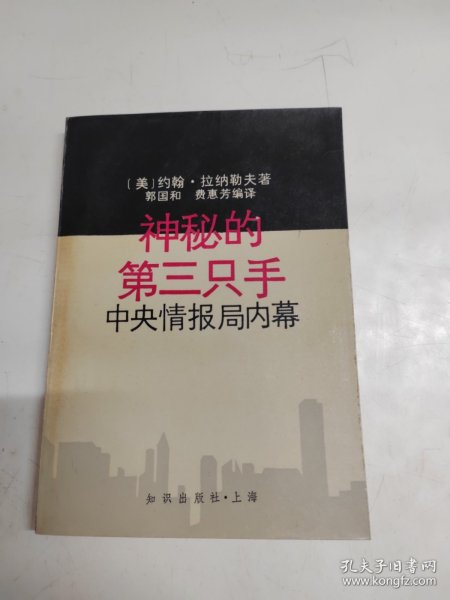 〔美〕约翰·拉纳勒夫著
郭国和 费惠芳编译
神秘的
第三只手
中央情报局内幕
知识出版社·上海
孔夫子旧书网
www.kongfz.com